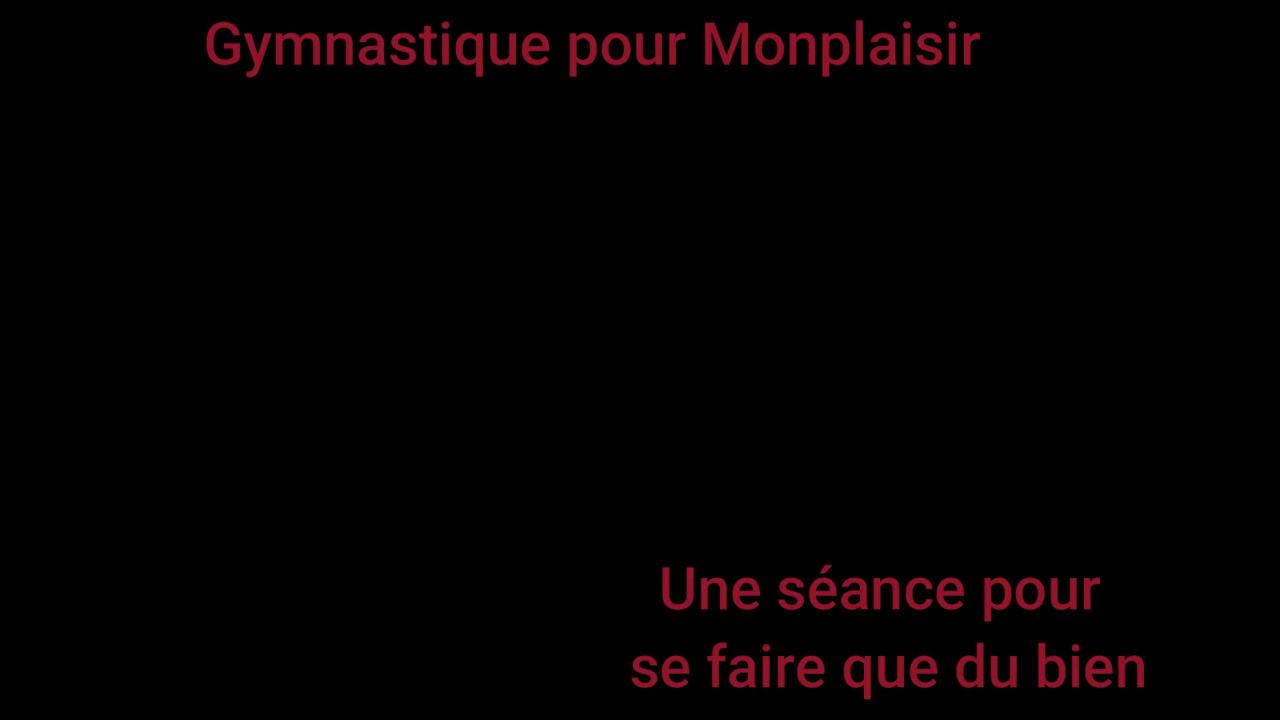 Gymnastique pour Monplaisir
Une séance pour
se faire que du bien